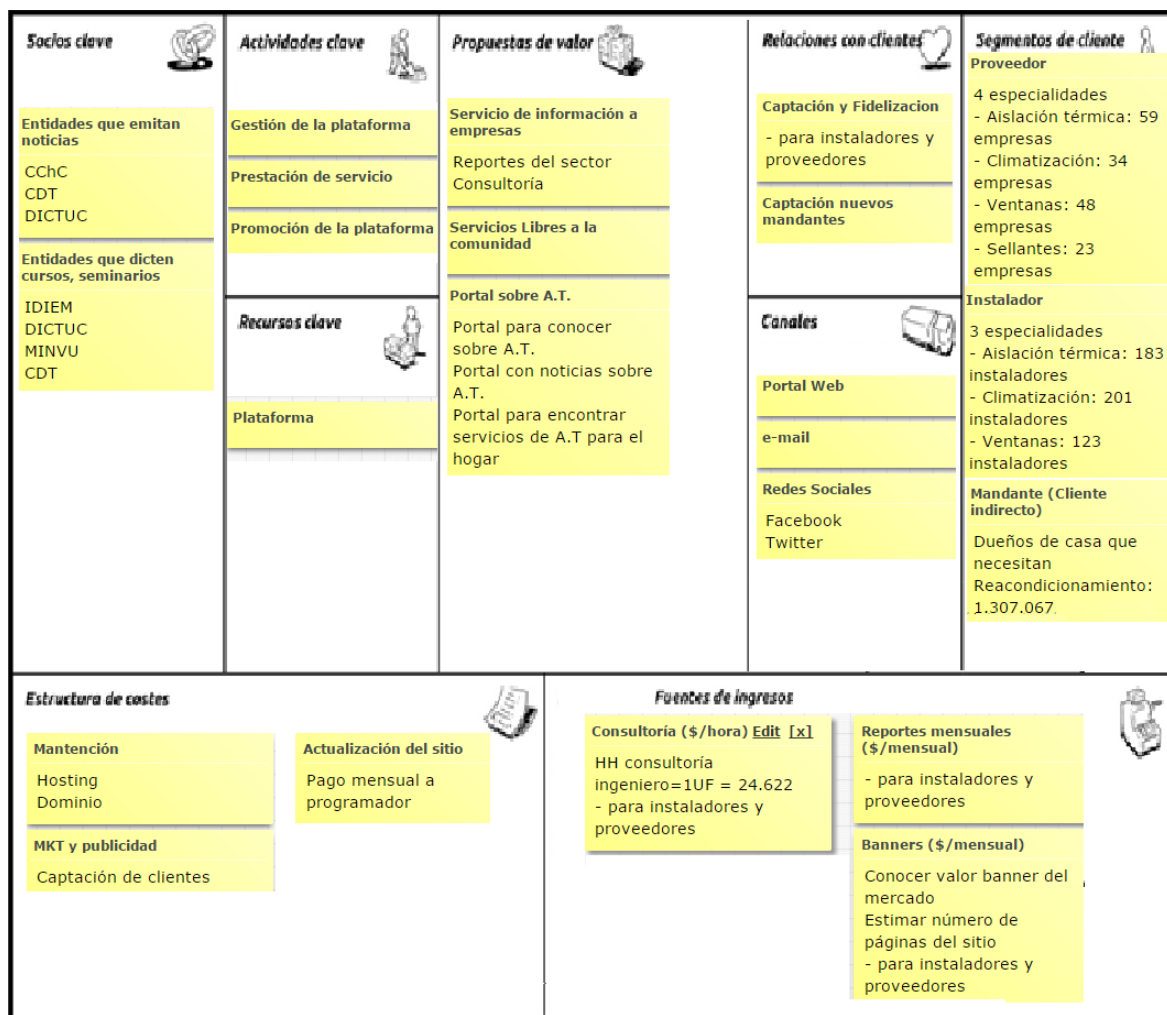 Socios clave
Entidades que emitan
noticias
CChC
CDT
DICTUC
Entidades que dicten
cursos, seminarios
IDIEM
DICTUC
MINVU
CDT
Actividades clave
Gestión de la plataforma
Prestación de servicio
Promoción de la plataforma
Recursos clave
Plataforma
Propuestas de valor
Servicio de información a
empresas
Reportes del sector
Consultoría
Servicios Libres a la
comunidad
Portal sobre A.T.
Portal para conocer
sobre A.T.
Portal con noticias sobre
A.T.
Portal para encontrar
servicios de A.T para el
hogar
Relaciones con clientes
Captación y Fidelizacion
- para instaladores y
proveedores
Captación nuevos
mandantes
Canales
Portal Web
e-mail
Redes Sociales
Facebook
Twitter
Segmentos de cliente
Proveedor
4 especialidades
- Aislación térmica: 59
empresas
- Climatización: 34
empresas
- Ventanas: 48
empresas
- Sellantes: 23
empresas
Instalador
3 especialidades
- Aislación térmica: 183
instaladores
- Climatización: 201
instaladores
- Ventanas: 123
instaladores
Mandante (Cliente
indirecto)
Dueños de casa que
necesitan
Reacondicionamiento:
1.307.067
Estructura de costes
Mantención
Hosting
Dominio
MKT y publicidad
Captación de clientes
Actualización del sitio
Pago mensual a
programador
Fuentes de ingresos
Consultoría ($/hora) Edit [x]
HH consultoría
ingeniero=1UF = 24.622
- para instaladores y
proveedores
Reportes mensuales
($/mensual)
- para instaladores y
proveedores
Banners ($/mensual)
Conocer valor banner del
mercado
Estimar número de
páginas del sitio
- para instaladores y
proveedores